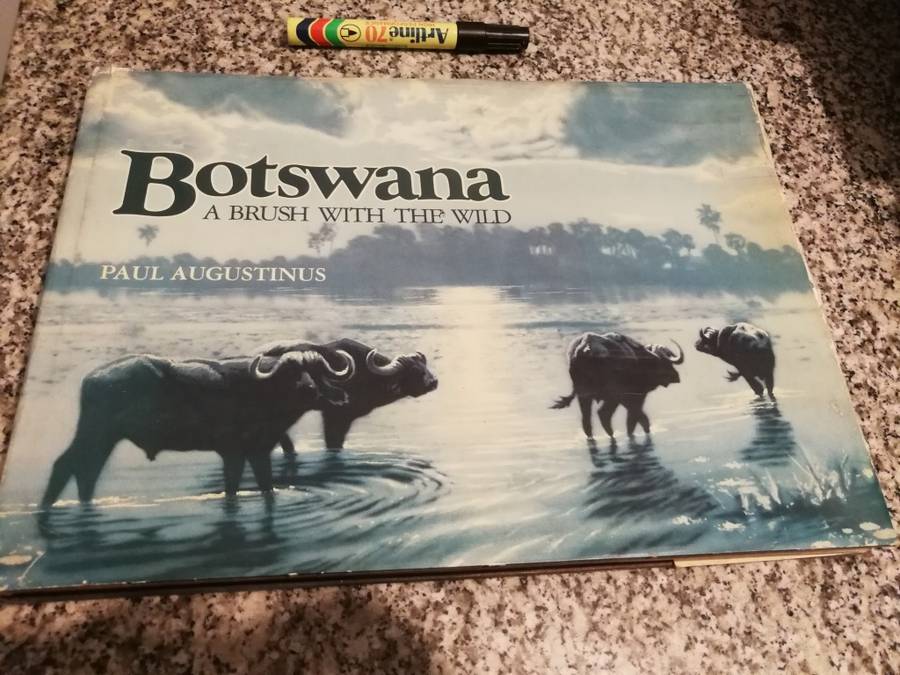 Artline 70
Botswana
A BRUSH WITH THE WILD
PAUL AUGUSTINUS